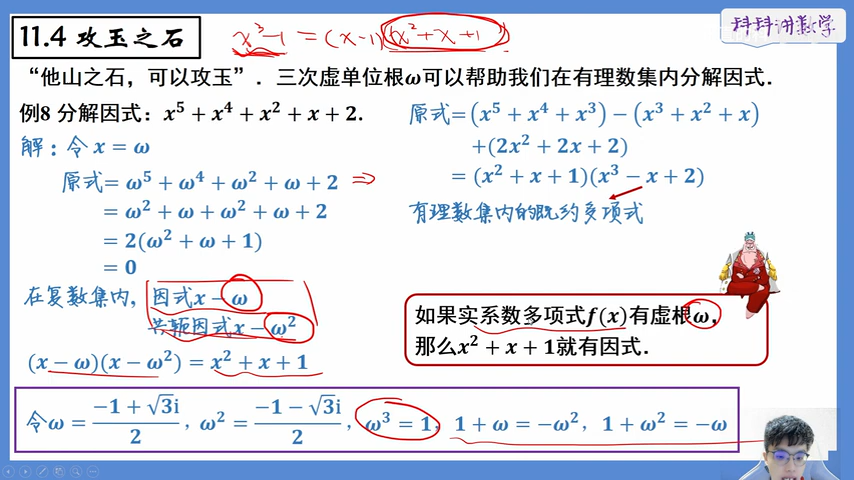 11.4 攻玉之石
x³-1 = (x-1)(x²+x+1)
“他山之石，可以攻玉”．三次虚单位根ω可以帮助我们在有理数集内分解因式．
例8 分解因式：x⁵ + x⁴ + x² + x + 2．
解：令 x = ω
原式= ω⁵ + ω⁴ + ω² + ω + 2 ⇒
= ω² + ω + ω² + ω + 2
= 2(ω² + ω + 1)
= 0
在复数集内，因式x − ω
共轭因式x − ω²
(x − ω)(x − ω²) = x² + x + 1
原式= (x⁵ + x⁴ + x³) − (x³ + x² + x)
+(2x² + 2x + 2)
= (x² + x + 1)(x³ − x + 2)
有理数集内的既约多项式
如果实系数多项式f(x)有虚根ω，
那么x² + x + 1就有因式．
令ω = (−1 + √3i)/2，ω² = (−1 − √3i)/2，ω³ = 1，1 + ω = −ω²，1 + ω² = −ω